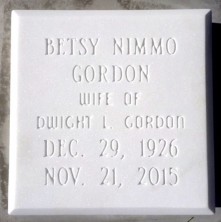 BETSY NIMMO
GORDON
WIFE OF
DWIGHT L. GORDON
DEC. 29, 1926
NOV. 21, 2015